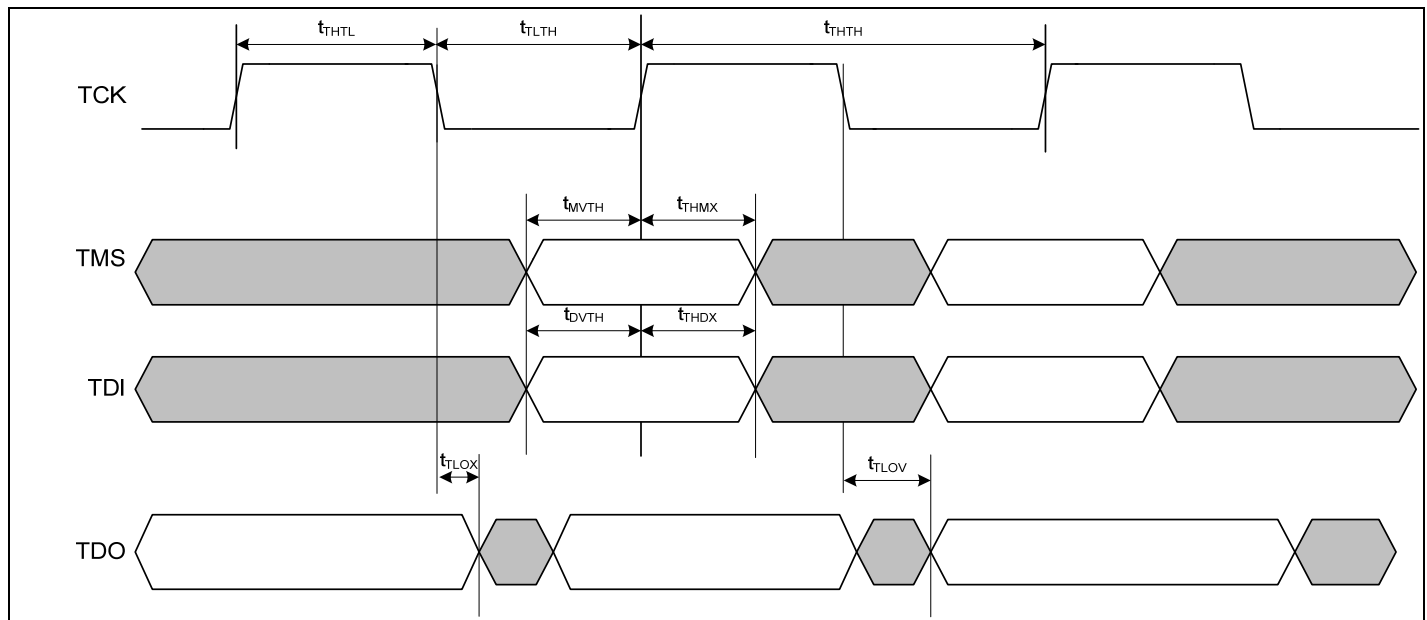 tTHTL tTLTH tTHTH
TCK
tMVTH tTHMX
TMS
tDVTH tTHDX
TDI
tTLOX tTLOV
TDO